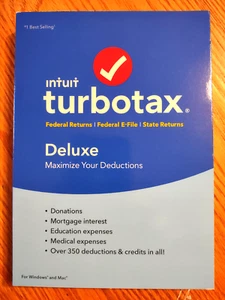 "#1 Best Selling"
intuit
turbotax®
Federal Returns | Federal E-File | State Returns
Deluxe
Maximize Your Deductions
• Donations
• Mortgage interest
• Education expenses
• Medical expenses
• Over 350 deductions & credits in all!
For Windows® and Mac®